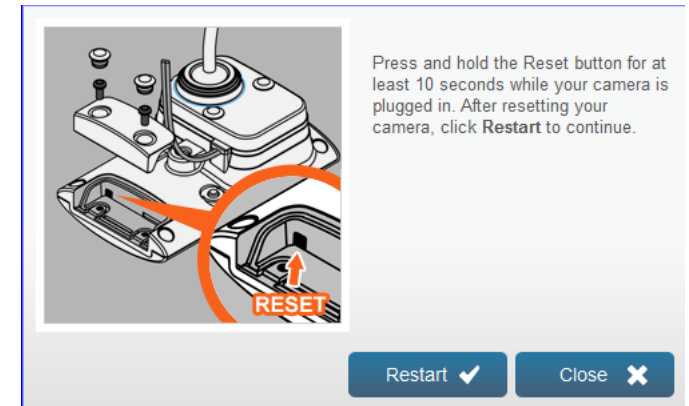 Press and hold the Reset button for at
least 10 seconds while your camera is
plugged in. After resetting your
camera, click Restart to continue.
RESET
Restart
Close